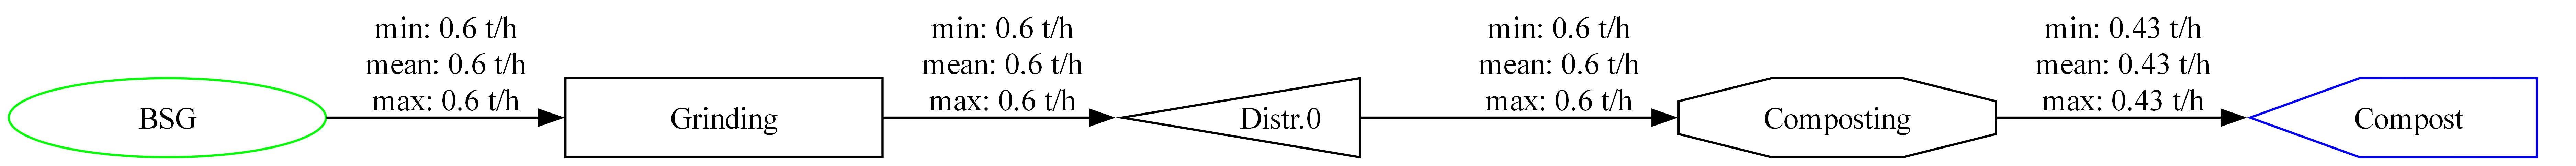 BSG
min: 0.6 t/h
mean: 0.6 t/h
max: 0.6 t/h
Grinding
min: 0.6 t/h
mean: 0.6 t/h
max: 0.6 t/h
Distr.0
min: 0.6 t/h
mean: 0.6 t/h
max: 0.6 t/h
Composting
min: 0.43 t/h
mean: 0.43 t/h
max: 0.43 t/h
Compost